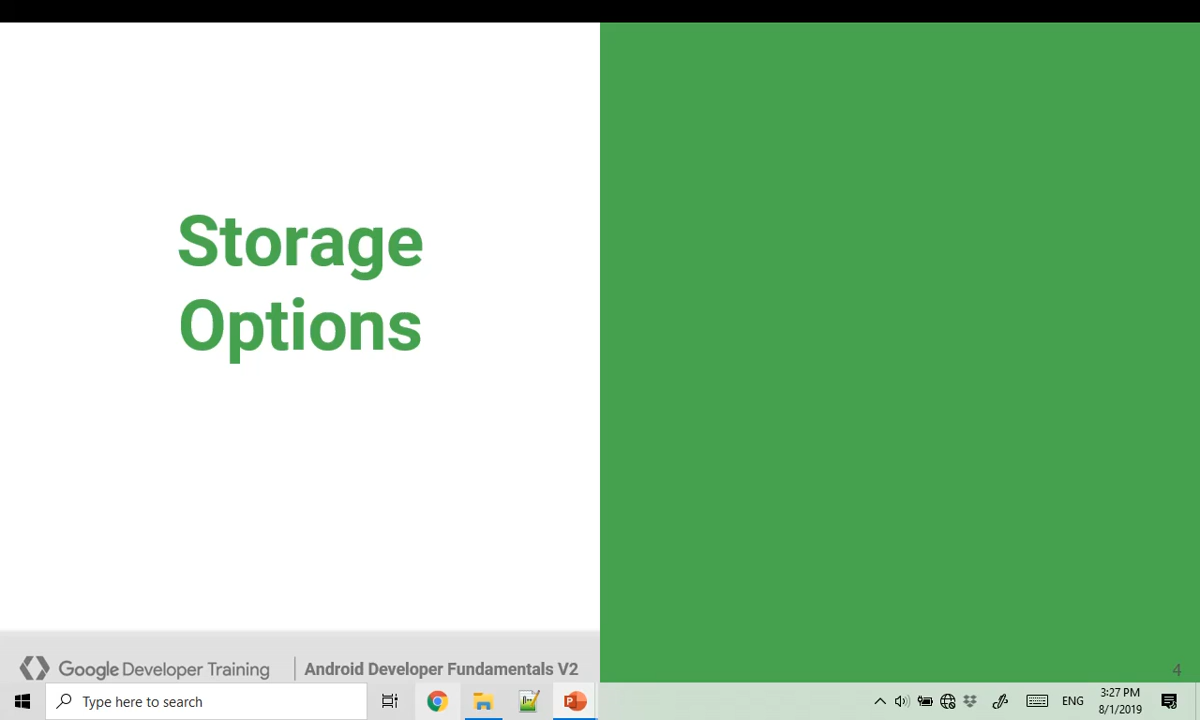 Storage
Options
Google Developer Training
Android Developer Fundamentals V2
4
Type here to search
ENG
3:27 PM
8/1/2019